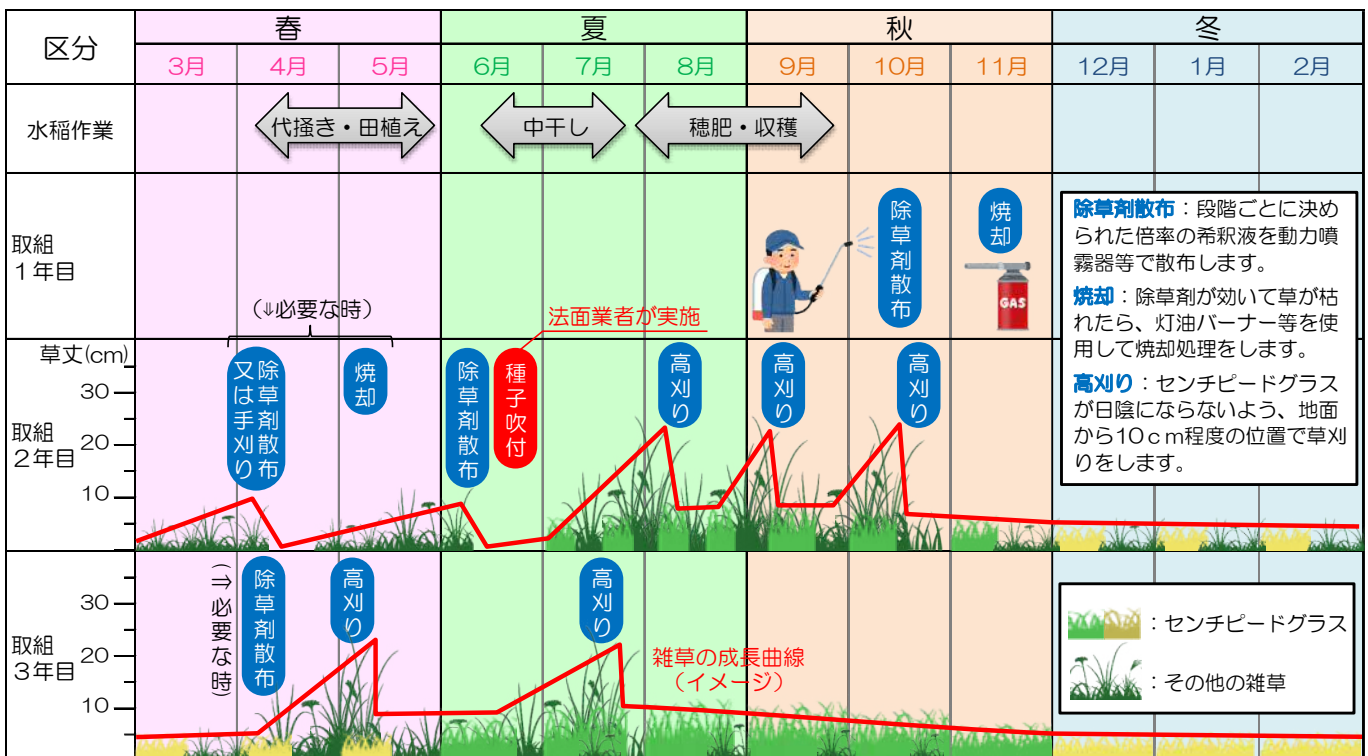 区分
春
夏
秋
冬
3月
4月
5月
6月
7月
8月
9月
10月
11月
12月
1月
2月
水稲作業
代掻き・田植え
中干し
穂肥・収穫
取組
1年目
除草剤散布
焼却
GAS
除草剤散布：段階ごとに決め
られた倍率の希釈液を動力噴
霧器等で散布します。
焼却：除草剤が効いて草が枯
れたら、灯油バーナー等を使
用して焼却処理をします。
高刈り：センチピードグラス
が日陰にならないよう、地面
から10ｃｍ程度の位置で草刈
りをします。
(⇓必要な時)
法面業者が実施
草丈(cm)
30
20
10
取組
2年目
除草剤散布
又は手刈り
焼却
除草剤散布
種子吹付
高刈り
高刈り
高刈り
30
20
10
取組
3年目
(⇒必要な時)
除草剤散布
高刈り
高刈り
雑草の成長曲線
（イメージ）
：センチピードグラス
：その他の雑草